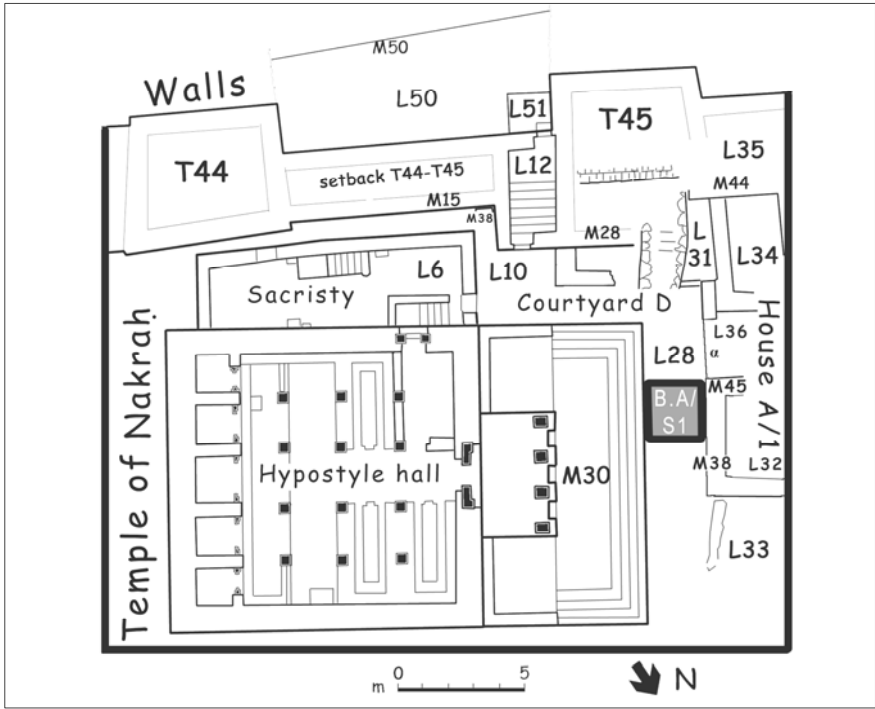 M50
Walls
L50
L51
T45
T44
L12
L35
setback T44-T45
M15
M44
M38
M28
L
31
L34
L6
L10
Sacristy
Courtyard D
L36
α
L28
House A/1
M45
B.A/
S1
Temple of Nakraḥ
Hypostyle hall
M30
M38
L32
L33
0
5
m
N